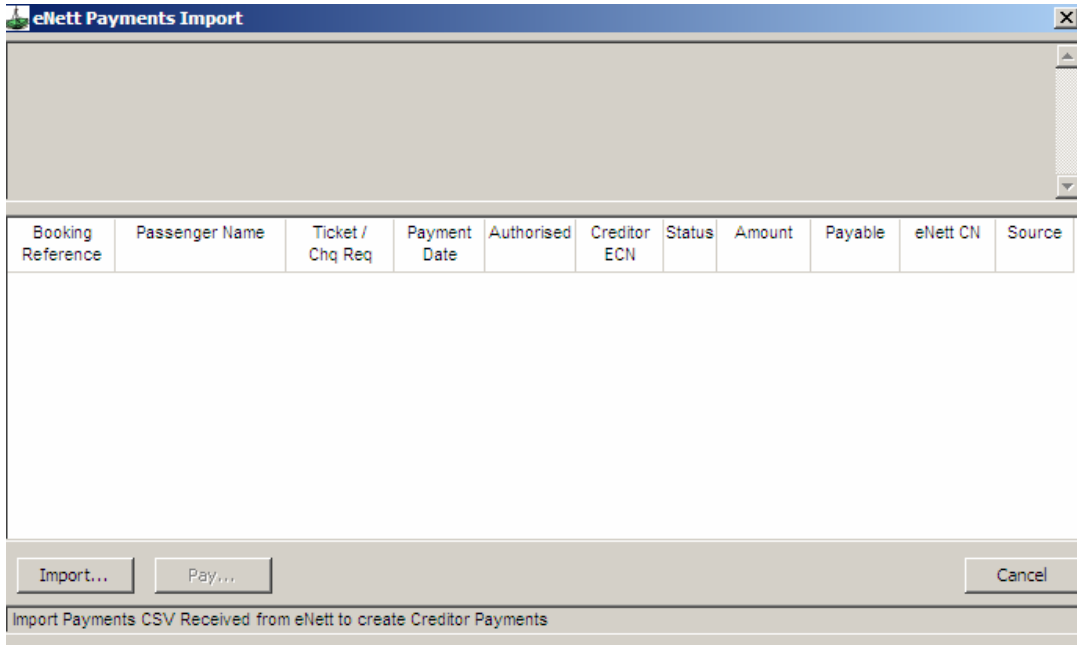 eNett Payments Import
Booking Reference Passenger Name Ticket / Chq Req Payment Date Authorised Creditor ECN Status Amount Payable eNett CN Source
Import... Pay... Cancel
Import Payments CSV Received from eNett to create Creditor Payments